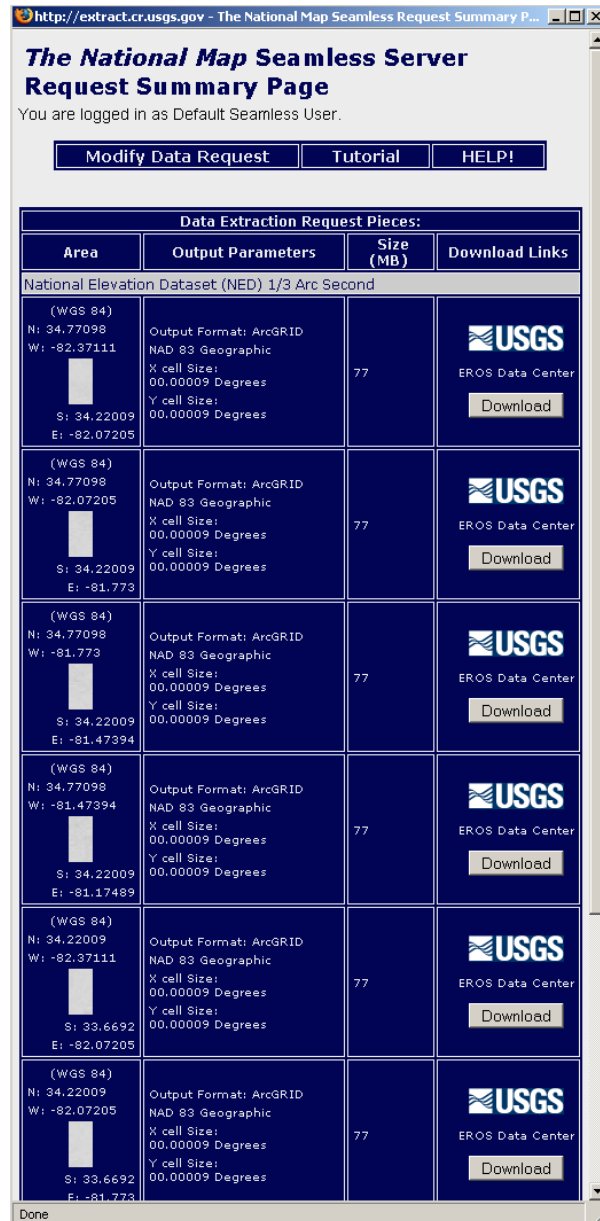 http://extract.cr.usgs.gov - The National Map Seamless Request Summary P...
The National Map Seamless Server
Request Summary Page
You are logged in as Default Seamless User.
Modify Data Request Tutorial HELP!
Data Extraction Request Pieces:
Area Output Parameters Size (MB) Download Links
National Elevation Dataset (NED) 1/3 Arc Second
(WGS 84)
N: 34.77098
W: -82.37111
S: 34.22009
E: -82.07205
Output Format: ArcGRID
NAD 83 Geographic
X cell Size:
00.00009 Degrees
Y cell Size:
00.00009 Degrees
77
USGS
EROS Data Center
Download
(WGS 84)
N: 34.77098
W: -82.07205
S: 34.22009
E: -81.773
Output Format: ArcGRID
NAD 83 Geographic
X cell Size:
00.00009 Degrees
Y cell Size:
00.00009 Degrees
77
USGS
EROS Data Center
Download
(WGS 84)
N: 34.77098
W: -81.773
S: 34.22009
E: -81.47394
Output Format: ArcGRID
NAD 83 Geographic
X cell Size:
00.00009 Degrees
Y cell Size:
00.00009 Degrees
77
USGS
EROS Data Center
Download
(WGS 84)
N: 34.77098
W: -81.47394
S: 34.22009
E: -81.17489
Output Format: ArcGRID
NAD 83 Geographic
X cell Size:
00.00009 Degrees
Y cell Size:
00.00009 Degrees
77
USGS
EROS Data Center
Download
(WGS 84)
N: 34.22009
W: -82.37111
S: 33.6692
E: -82.07205
Output Format: ArcGRID
NAD 83 Geographic
X cell Size:
00.00009 Degrees
Y cell Size:
00.00009 Degrees
77
USGS
EROS Data Center
Download
(WGS 84)
N: 34.22009
W: -82.07205
S: 33.6692
E: -81.773
Output Format: ArcGRID
NAD 83 Geographic
X cell Size:
00.00009 Degrees
Y cell Size:
00.00009 Degrees
77
USGS
EROS Data Center
Download
Done